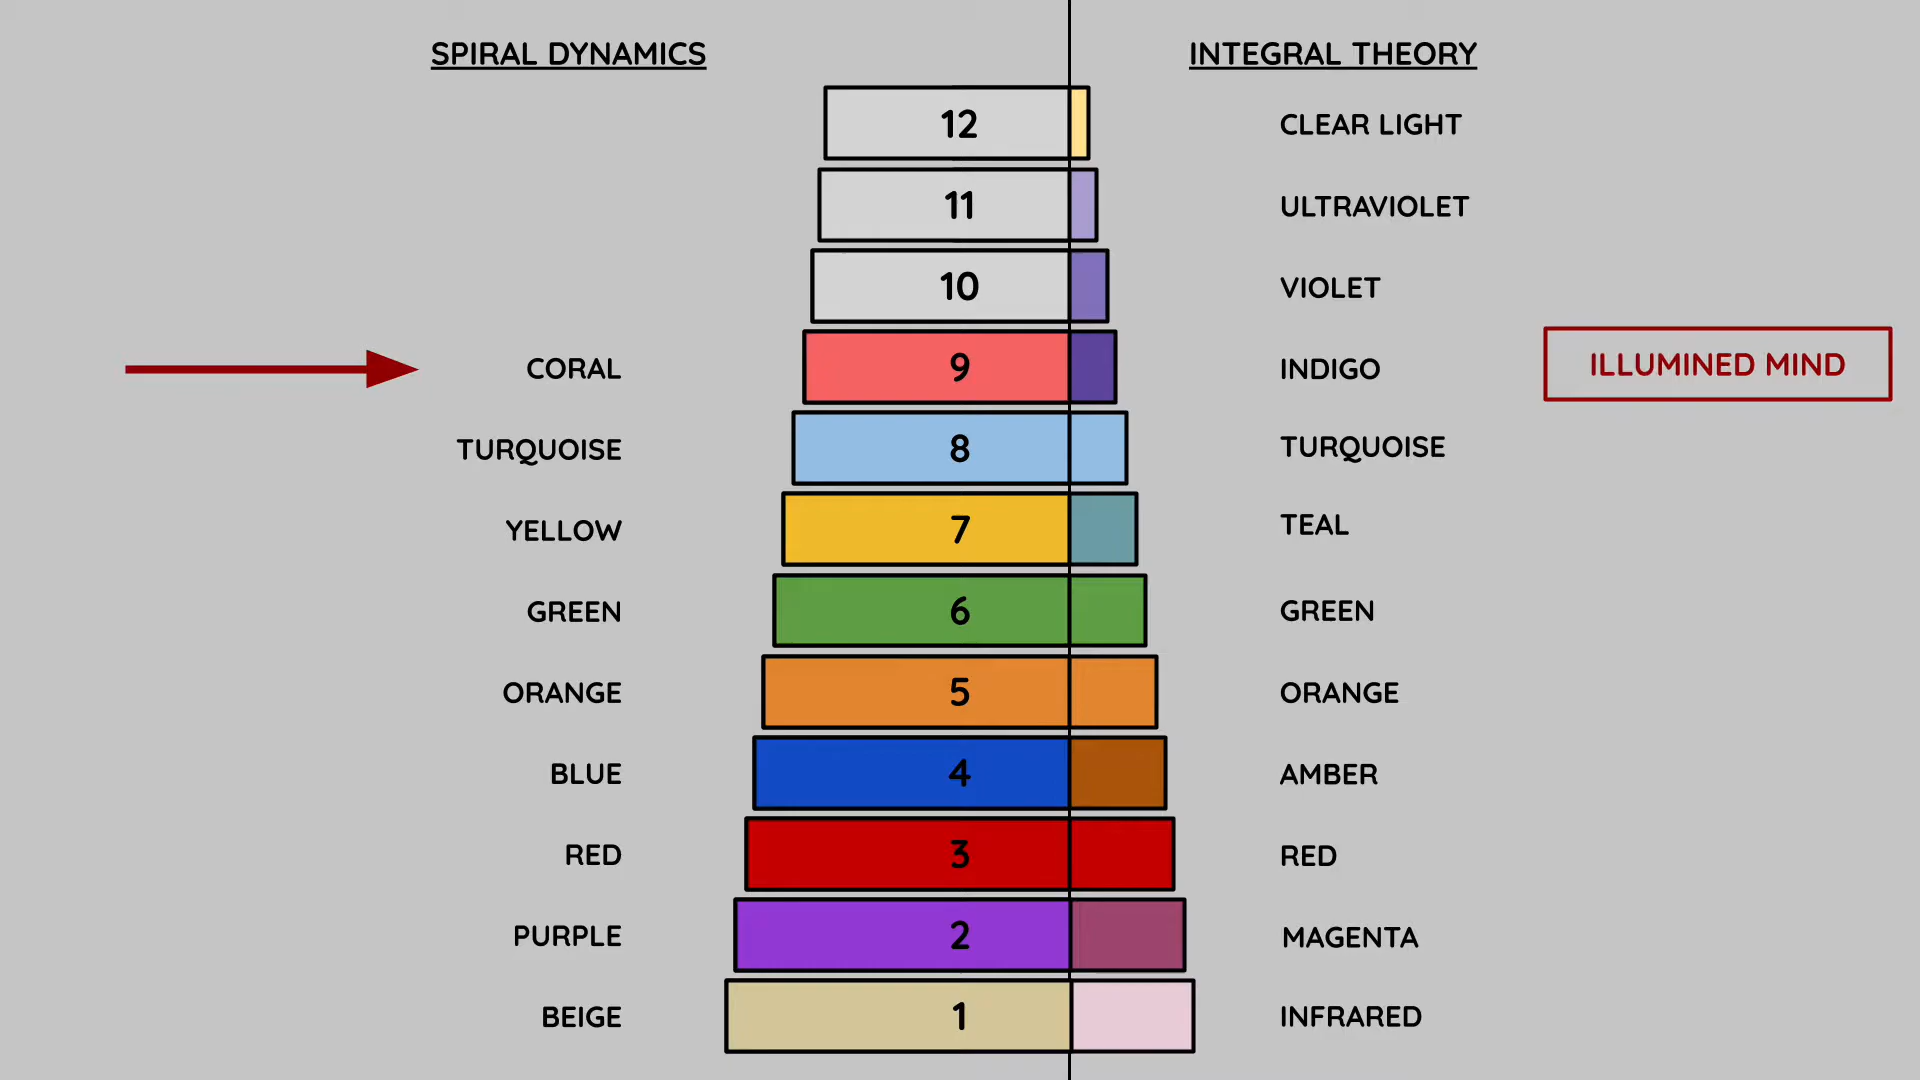 SPIRAL DYNAMICS
INTEGRAL THEORY
12 CLEAR LIGHT
11 ULTRAVIOLET
10 VIOLET
CORAL 9 INDIGO ILLUMINED MIND
TURQUOISE 8 TURQUOISE
YELLOW 7 TEAL
GREEN 6 GREEN
ORANGE 5 ORANGE
BLUE 4 AMBER
RED 3 RED
PURPLE 2 MAGENTA
BEIGE 1 INFRARED